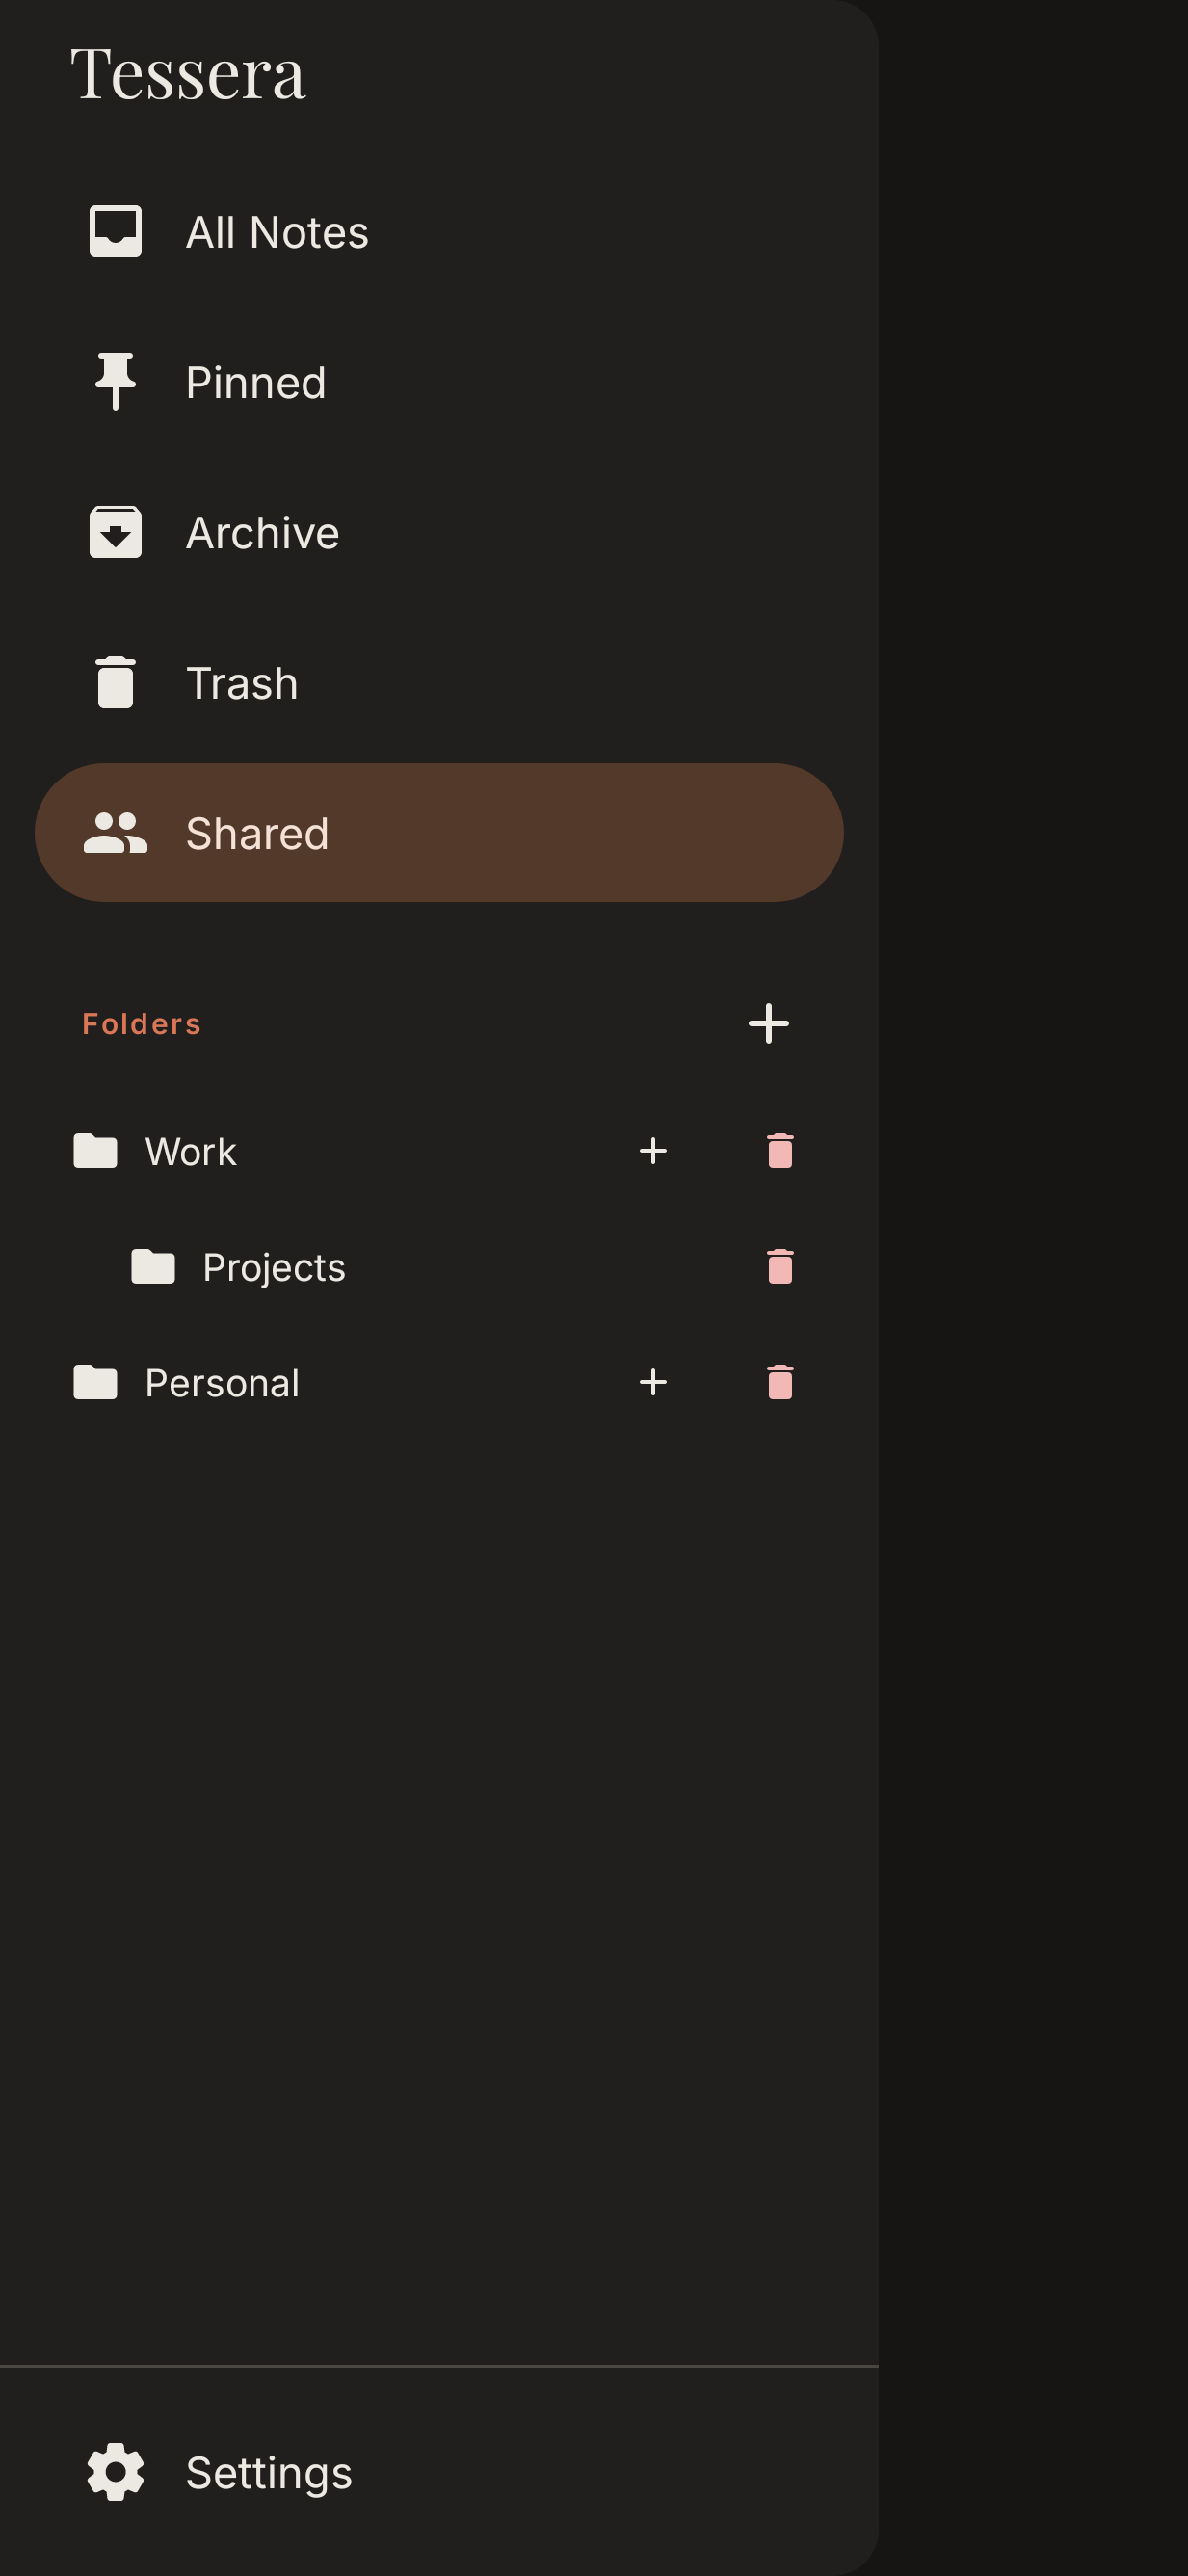 Tessera
All Notes
Pinned
Archive
Trash
Shared
Folders
Work
Projects
Personal
Settings